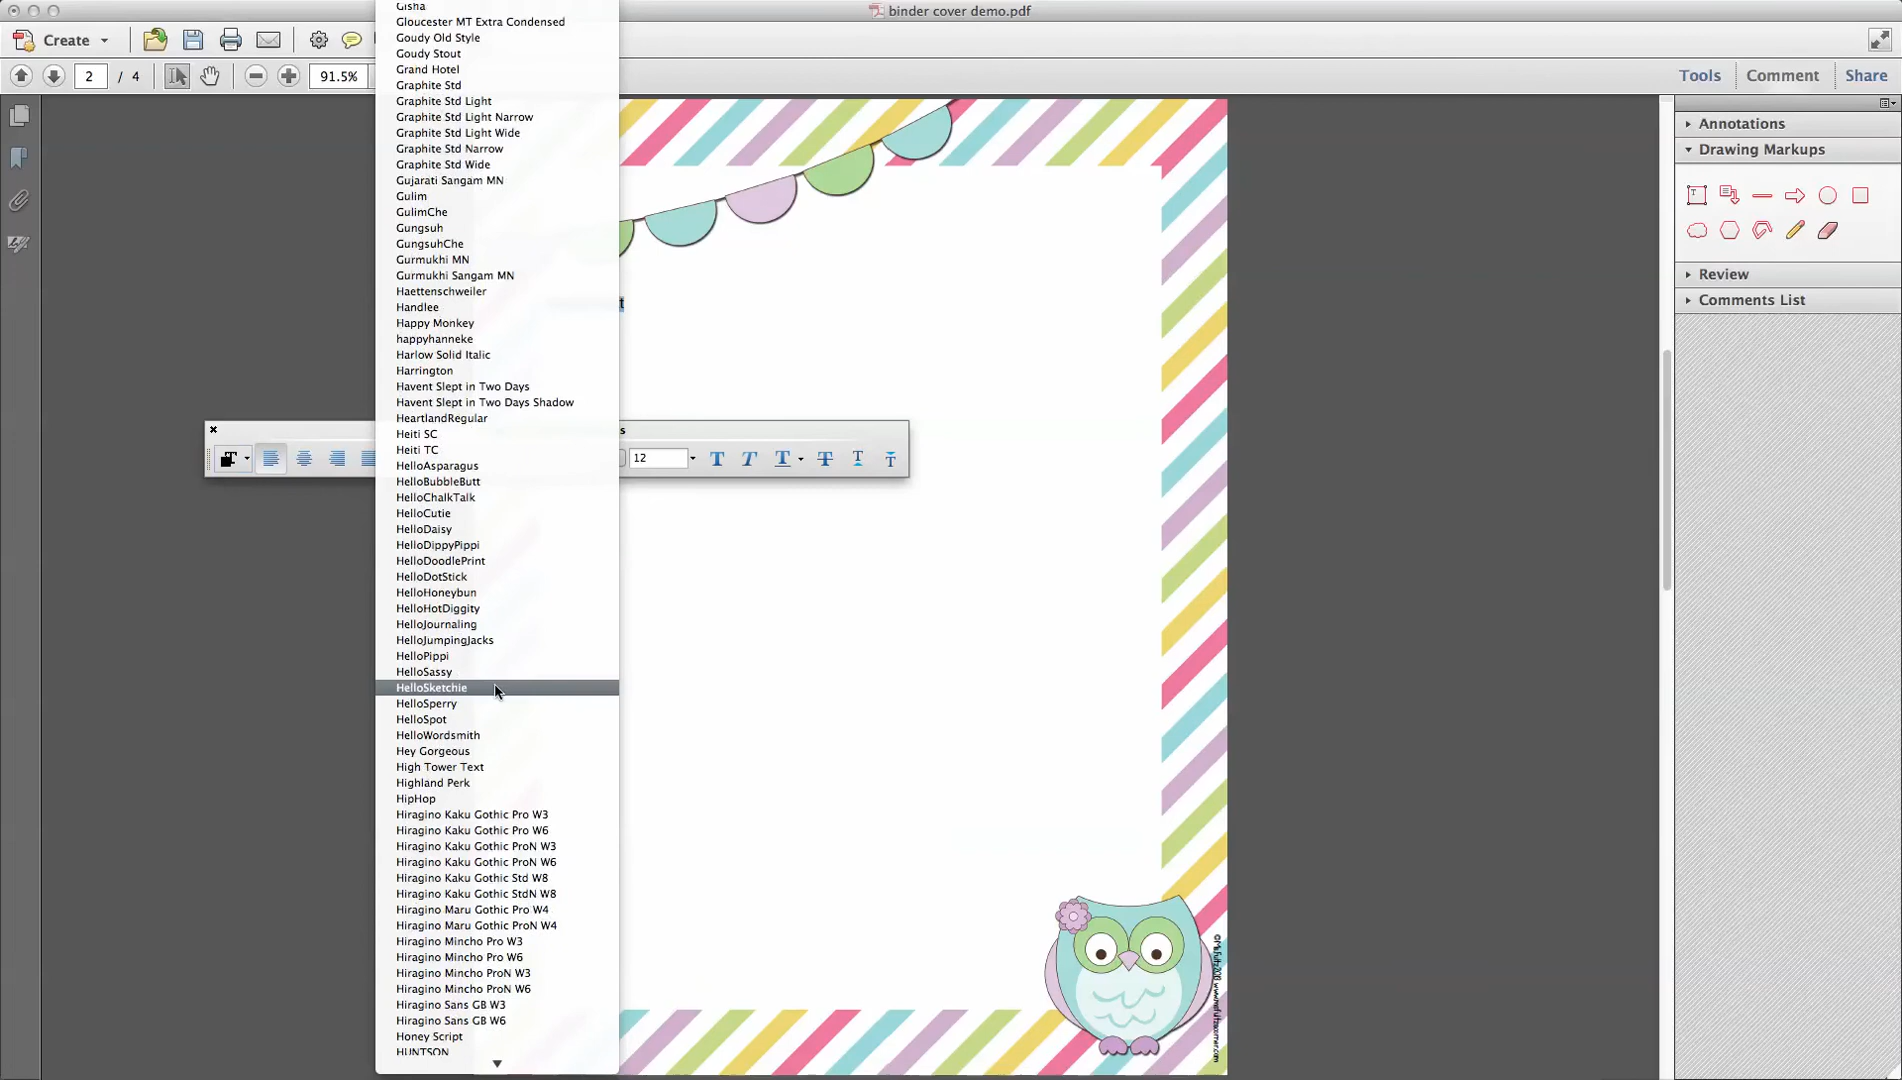 binder cover demo.pdf
Create
2 / 4
91.5%
Tools
Comment
Share
Gisha
Gloucester MT Extra Condensed
Goudy Old Style
Goudy Stout
Grand Hotel
Graphite Std
Graphite Std Light
Graphite Std Light Narrow
Graphite Std Light Wide
Graphite Std Narrow
Graphite Std Wide
Gujarati Sangam MN
Gulim
GulimChe
Gungsuh
GungsuhChe
Gurmukhi MN
Gurmukhi Sangam MN
Haettenschweiler
Handlee
Happy Monkey
happyhanneke
Harlow Solid Italic
Harrington
Havent Slept in Two Days
Havent Slept in Two Days Shadow
HeartlandRegular
Heiti SC
Heiti TC
HelloAsparagus
HelloBubbleButt
HelloChalkTalk
HelloCutie
HelloDaisy
HelloDippyPippi
HelloDoodlePrint
HelloDotStick
HelloHoneybun
HelloHotDiggity
HelloJournaling
HelloJumpingJacks
HelloPippi
HelloSassy
HelloSketchie
HelloSperry
HelloSpot
HelloWordsmith
Hey Gorgeous
High Tower Text
Highland Perk
HipHop
Hiragino Kaku Gothic Pro W3
Hiragino Kaku Gothic Pro W6
Hiragino Kaku Gothic ProN W3
Hiragino Kaku Gothic ProN W6
Hiragino Kaku Gothic Std W8
Hiragino Kaku Gothic StdN W8
Hiragino Maru Gothic Pro W4
Hiragino Maru Gothic ProN W4
Hiragino Mincho Pro W3
Hiragino Mincho Pro W6
Hiragino Mincho ProN W3
Hiragino Mincho ProN W6
Hiragino Sans GB W3
Hiragino Sans GB W6
Honey Script
HUNTSON
t
s
12
Annotations
Drawing Markups
Review
Comments List